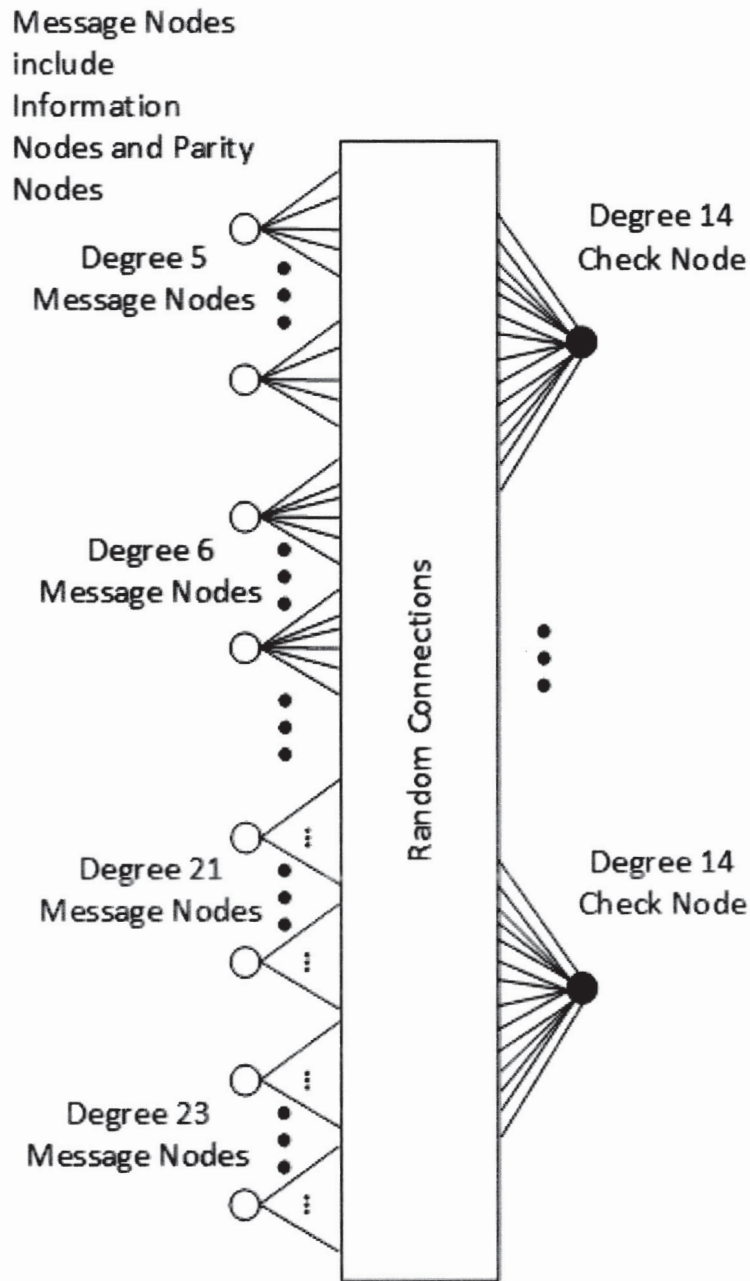 Message Nodes
include
Information
Nodes and Parity
Nodes
Degree 5
Message Nodes
Degree 14
Check Node
Degree 6
Message Nodes
Random Connections
Degree 21
Message Nodes
Degree 14
Check Node
Degree 23
Message Nodes